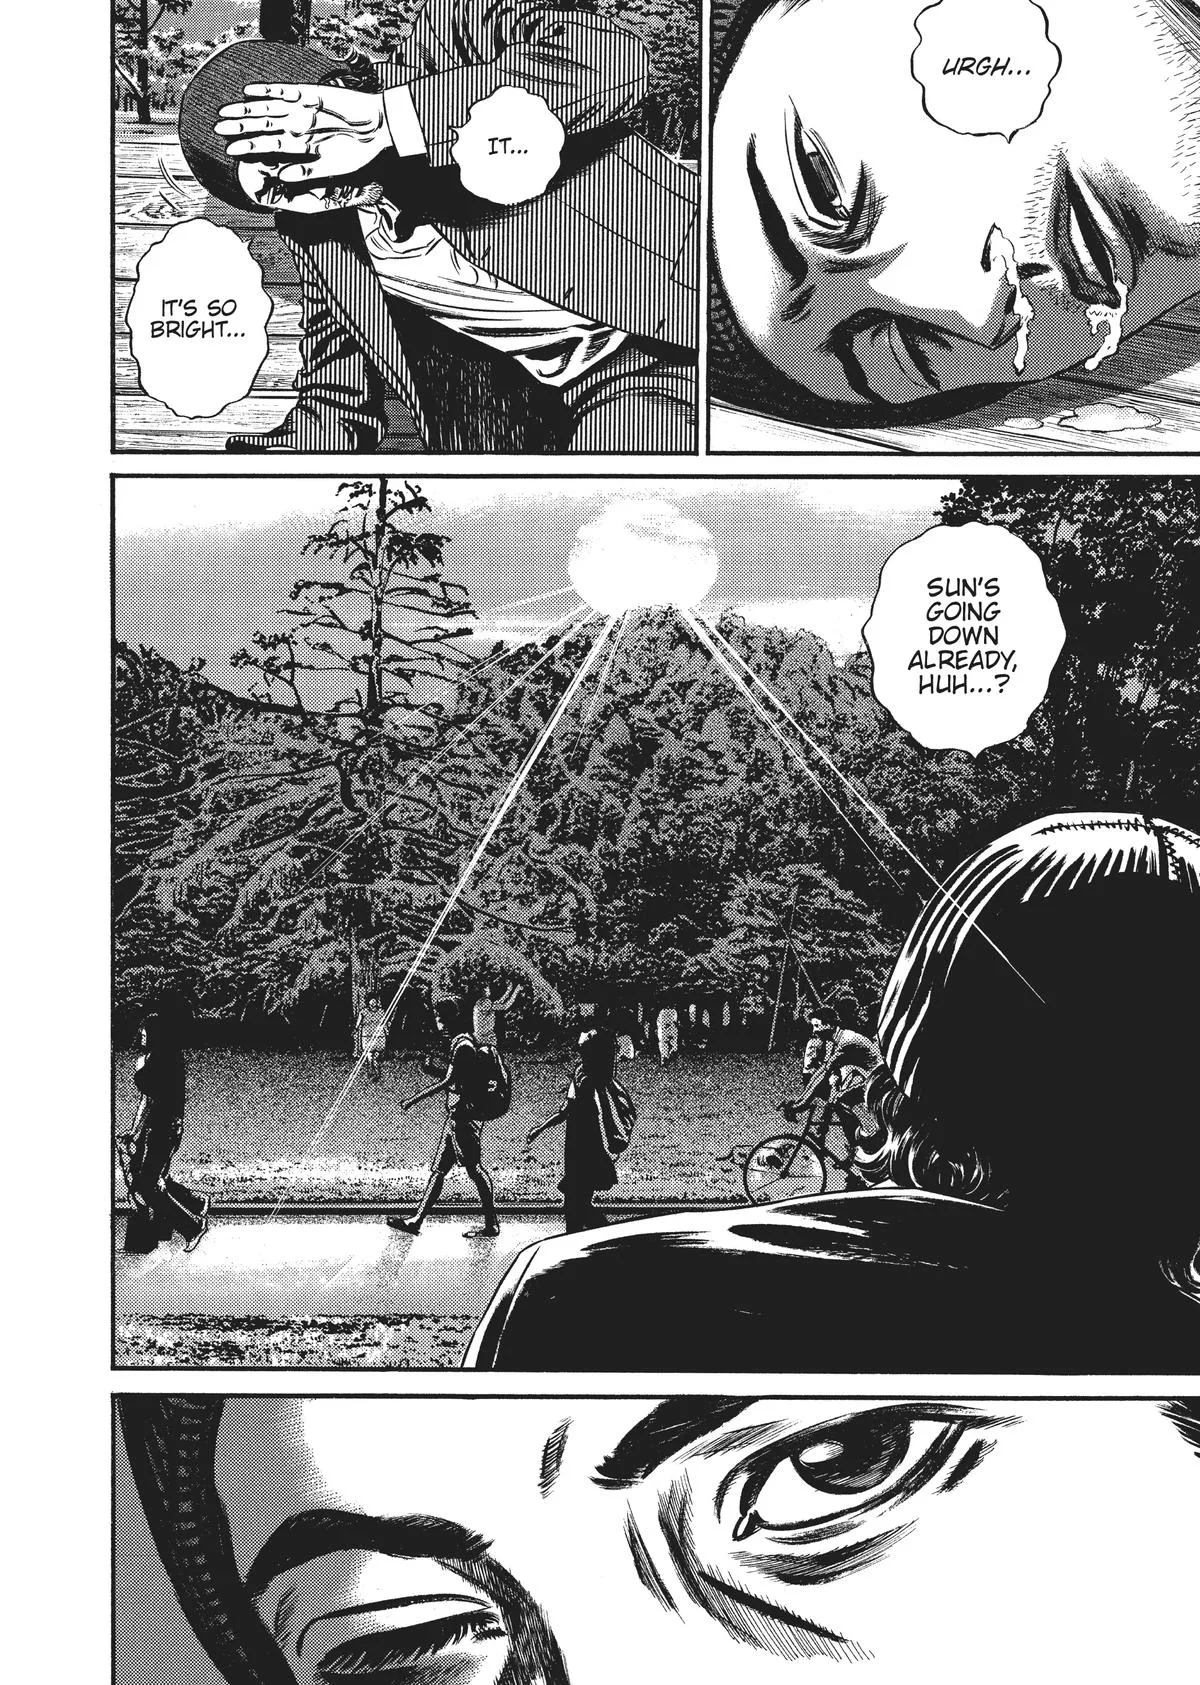 URGH...
IT...
IT'S SO
BRIGHT...
SUN'S
GOING
DOWN
ALREADY,
HUH...?